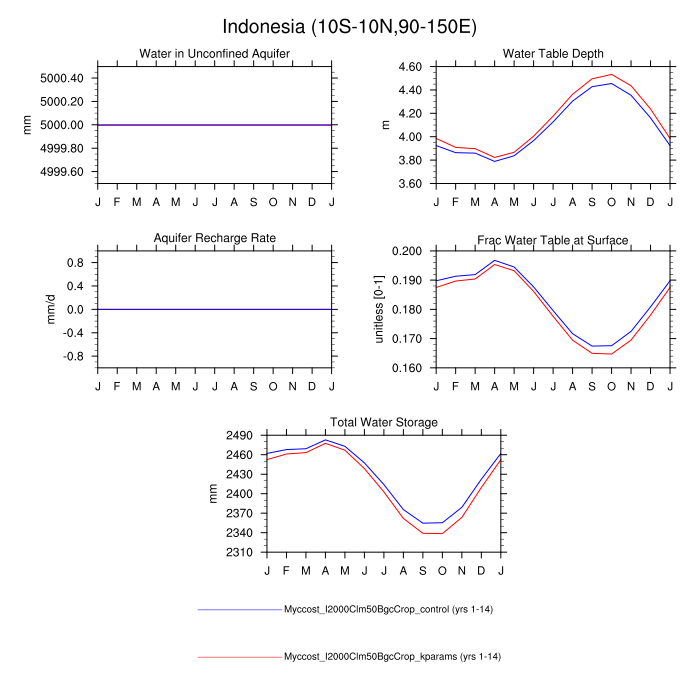 Indonesia (10S-10N,90-150E)
Water in Unconfined Aquifer
mm
5000.40
5000.20
5000.00
4999.80
4999.60
J F M A M J J A S O N D J
Water Table Depth
m
4.60
4.40
4.20
4.00
3.80
3.60
J F M A M J J A S O N D J
Aquifer Recharge Rate
mm/d
0.8
0.4
0.0
-0.4
-0.8
J F M A M J J A S O N D J
Frac Water Table at Surface
unitless [0-1]
0.200
0.190
0.180
0.170
0.160
J F M A M J J A S O N D J
Total Water Storage
mm
2490
2460
2430
2400
2370
2340
2310
J F M A M J J A S O N D J
Myccost_I2000Clm50BgcCrop_control (yrs 1-14)
Myccost_I2000Clm50BgcCrop_kparams (yrs 1-14)